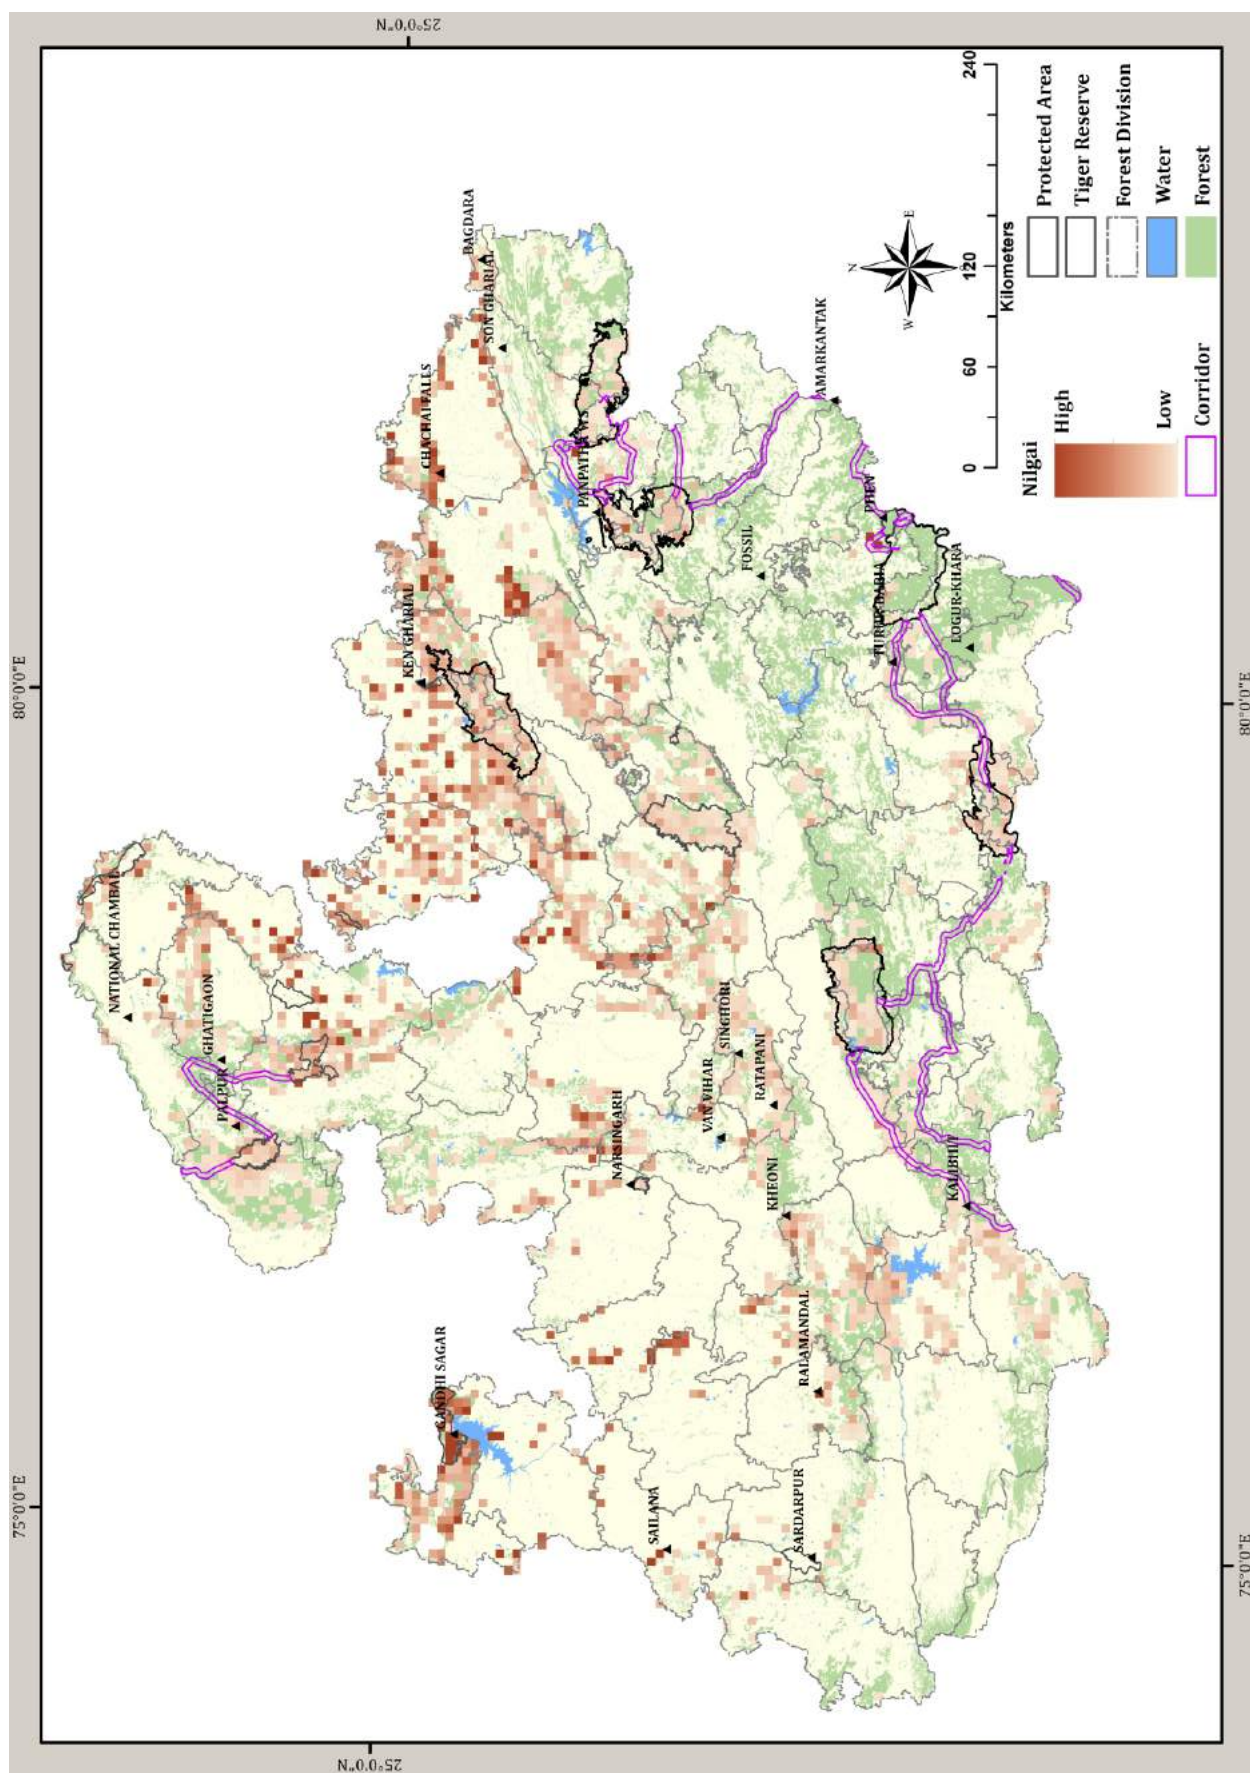 25°0'0"N
80°0'0"E
75°0'0"E
BAGDARA
SON GHARIAL
CHACHAI FALLS
PANPATHA WS
KEN GHARIAL
AMARKANTAK
FOSSIL
PHEN
LOGUR-KHARA
NATIONAL CHAMBAL
GHATIGAON
PALPUR
SINGHORI
VAN VIHAR
RATAPANI
NARSINGARH
KHEONI
KALIBHIT
GANDHI SAGAR
RALAMANDAL
SAILANA
SARDARPUR
N
W
E
0
60
120
240
Kilometers
Nilgai
High
Low
Corridor
Protected Area
Tiger Reserve
Forest Division
Water
Forest
25°0'0"N
75°0'0"E
80°0'0"E